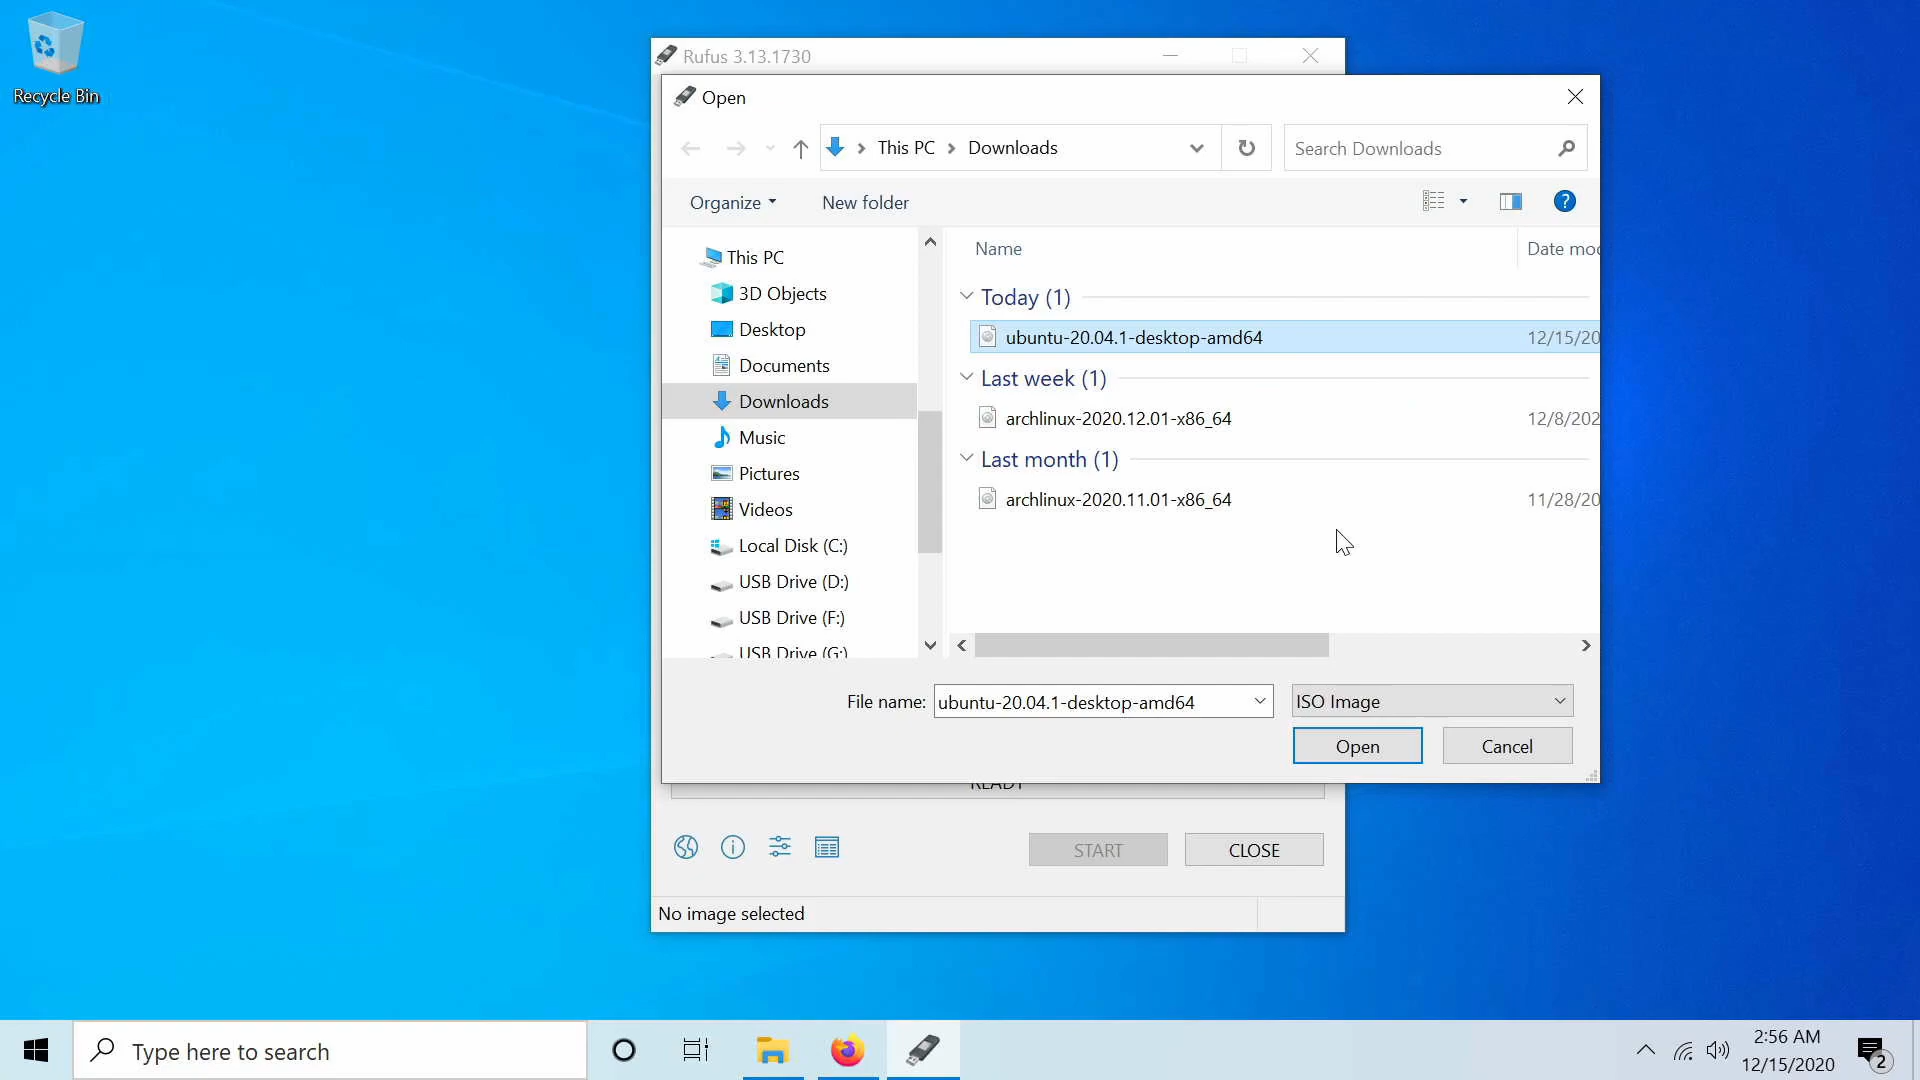 Recycle Bin
Rufus 3.13.1730
Open
This PC
Downloads
Search Downloads
Organize
New folder
?
This PC
3D Objects
Desktop
Documents
Downloads
Music
Pictures
Videos
Local Disk (C:)
USB Drive (D:)
USB Drive (F:)
USB Drive (G:)
Name
Date mod
Today (1)
ubuntu-20.04.1-desktop-amd64
12/15/20
Last week (1)
archlinux-2020.12.01-x86_64
12/8/202
Last month (1)
archlinux-2020.11.01-x86_64
11/28/20
File name:
ubuntu-20.04.1-desktop-amd64
ISO Image
Open
Cancel
READY
START
CLOSE
No image selected
Type here to search
2:56 AM
12/15/2020
2